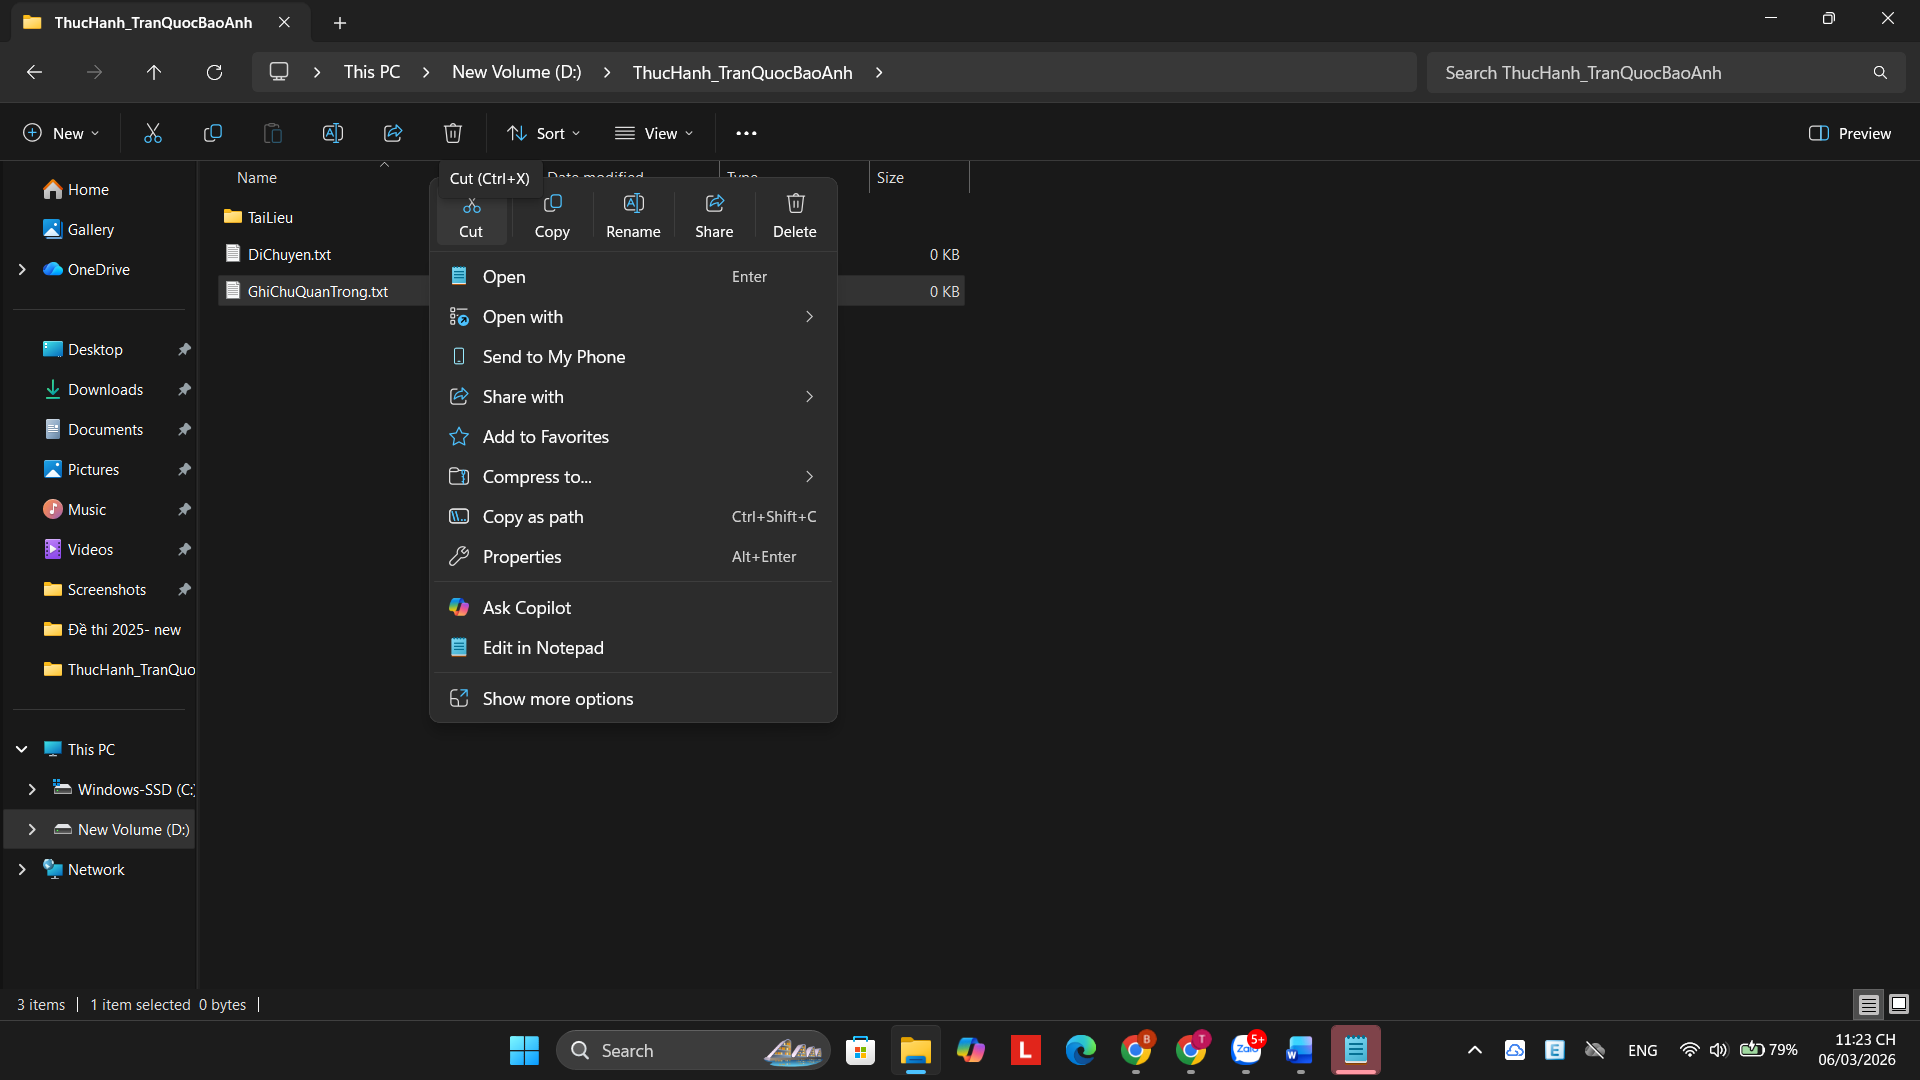 ThucHanh_TranQuocBaoAnh
This PC
New Volume (D:)
ThucHanh_TranQuocBaoAnh
Search ThucHanh_TranQuocBaoAnh
New
Sort
View
Preview
Name
Date modified
Type
Size
Cut (Ctrl+X)
Home
Gallery
OneDrive
Desktop
Downloads
Documents
Pictures
Music
Videos
Screenshots
Đề thi 2025- new
ThucHanh_TranQuo
This PC
Windows-SSD (C:
New Volume (D:)
Network
TaiLieu
DiChuyen.txt
0 KB
GhiChuQuanTrong.txt
0 KB
Cut
Copy
Rename
Share
Delete
Open Enter
Open with
Send to My Phone
Share with
Add to Favorites
Compress to...
Copy as path Ctrl+Shift+C
Properties Alt+Enter
Ask Copilot
Edit in Notepad
Show more options
3 items
1 item selected 0 bytes
Search
L
B
T
Zalo
5+
W
E
ENG
79%
11:23 CH
06/03/2026